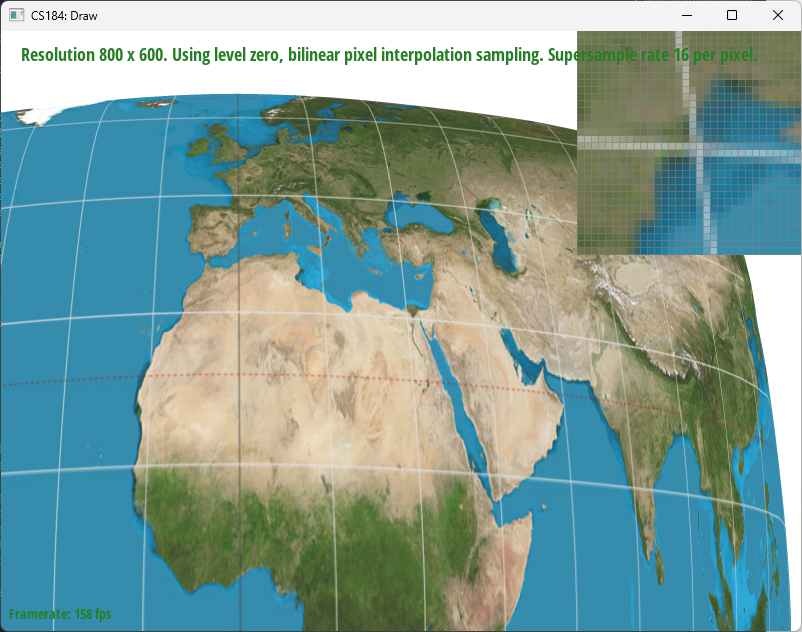 CS184: Draw
Resolution 800 x 600. Using level zero, bilinear pixel interpolation sampling. Supersample rate 16 per pixel.
Framerate: 158 fps